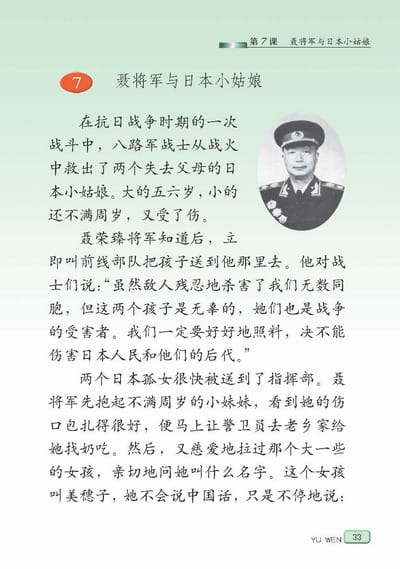 第7课 聂将军与日本小姑娘
7 聂将军与日本小姑娘
在抗日战争时期的一次
战斗中，八路军战士从战火
中救出了两个失去父母的日
本小姑娘。大的五六岁，小的
还不满周岁，又受了伤。
聂荣臻将军知道后，立
即叫前线部队把孩子送到他那里去。他对战
士们说：“虽然敌人残忍地杀害了我们无数同
胞，但这两个孩子是无辜的，她们也是战争
的受害者。我们一定要好好地照料，决不能
伤害日本人民和他们的后代。”
两个日本孤女很快被送到了指挥部。聂
将军先抱起不满周岁的小妹妹，看到她的伤
口包扎得很好，便马上让警卫员去老乡家给
她找奶吃。然后，又慈爱地拉过那个大一些
的女孩，亲切地问她叫什么名字。这个女孩
叫美穗子，她不会说中国话，只是不停地说：
YU WEN 33